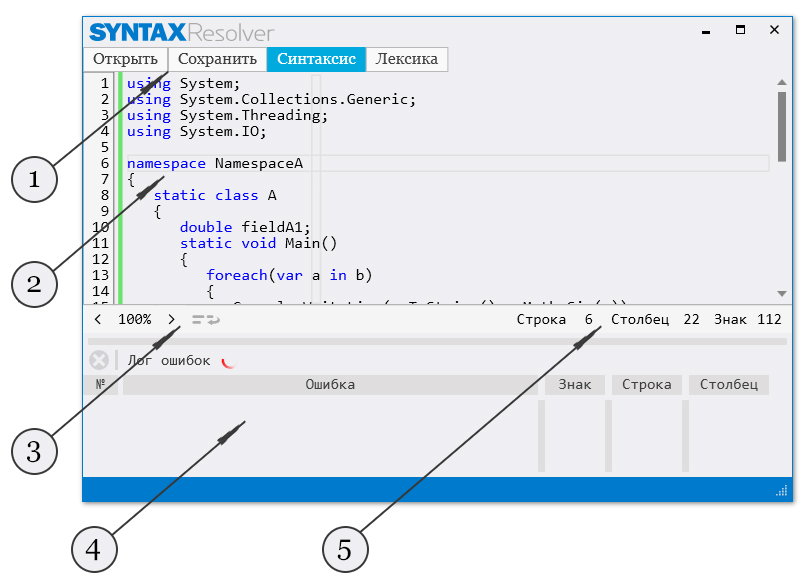 SYNTAXResolver
Открыть Сохранить Синтаксис Лексика
1 using System;
2 using System.Collections.Generic;
3 using System.Threading;
4 using System.IO;
5
6 namespace NamespaceA
7 {
8 static class A
9 {
10 double fieldA1;
11 static void Main()
12 {
13 foreach(var a in b)
14 {
< 100% > Строка 6 Столбец 22 Знак 112
Лог ошибок
№ Ошибка Знак Строка Столбец
1
2
3
4
5